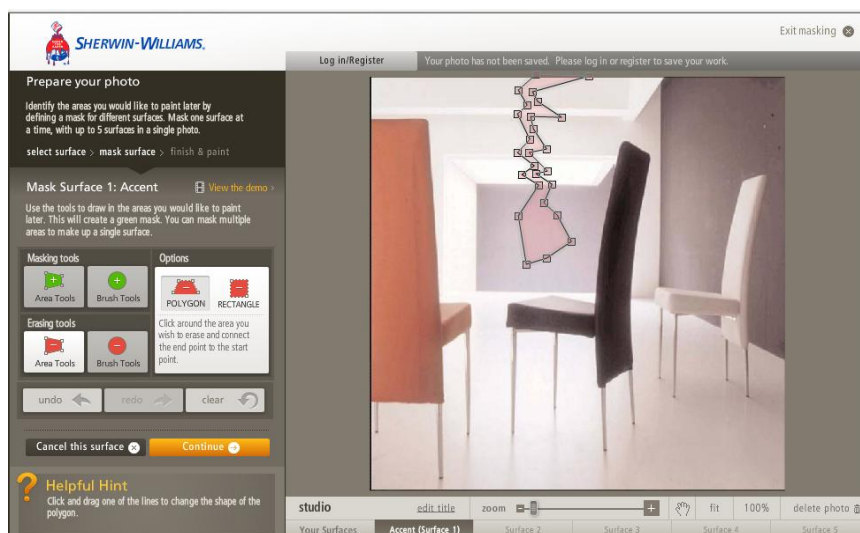 SHERWIN-WILLIAMS.
Exit masking
Log in/Register
Your photo has not been saved. Please log in or register to save your work.
Prepare your photo
Identify the areas you would like to paint later by
defining a mask for different surfaces. Mask one surface at
a time, with up to 5 surfaces in a single photo.
select surface > mask surface > finish & paint
Mask Surface 1: Accent
View the demo ›
Use the tools to draw in the areas you would like to paint
later. This will create a green mask. You can mask multiple
areas to make up a single surface.
Masking tools
Options
Area Tools
Brush Tools
POLYGON
RECTANGLE
Click around the area you
wish to erase and connect
the end point to the start
point.
Erasing tools
Area Tools
Brush Tools
undo
redo
clear
Cancel this surface
Continue
? Helpful Hint
Click and drag one of the lines to change the shape of the
polygon.
studio
edit title
zoom
fit
100%
delete photo
Your Surfaces
Accent (Surface 1)
Surface 2
Surface 3
Surface 4
Surface 5